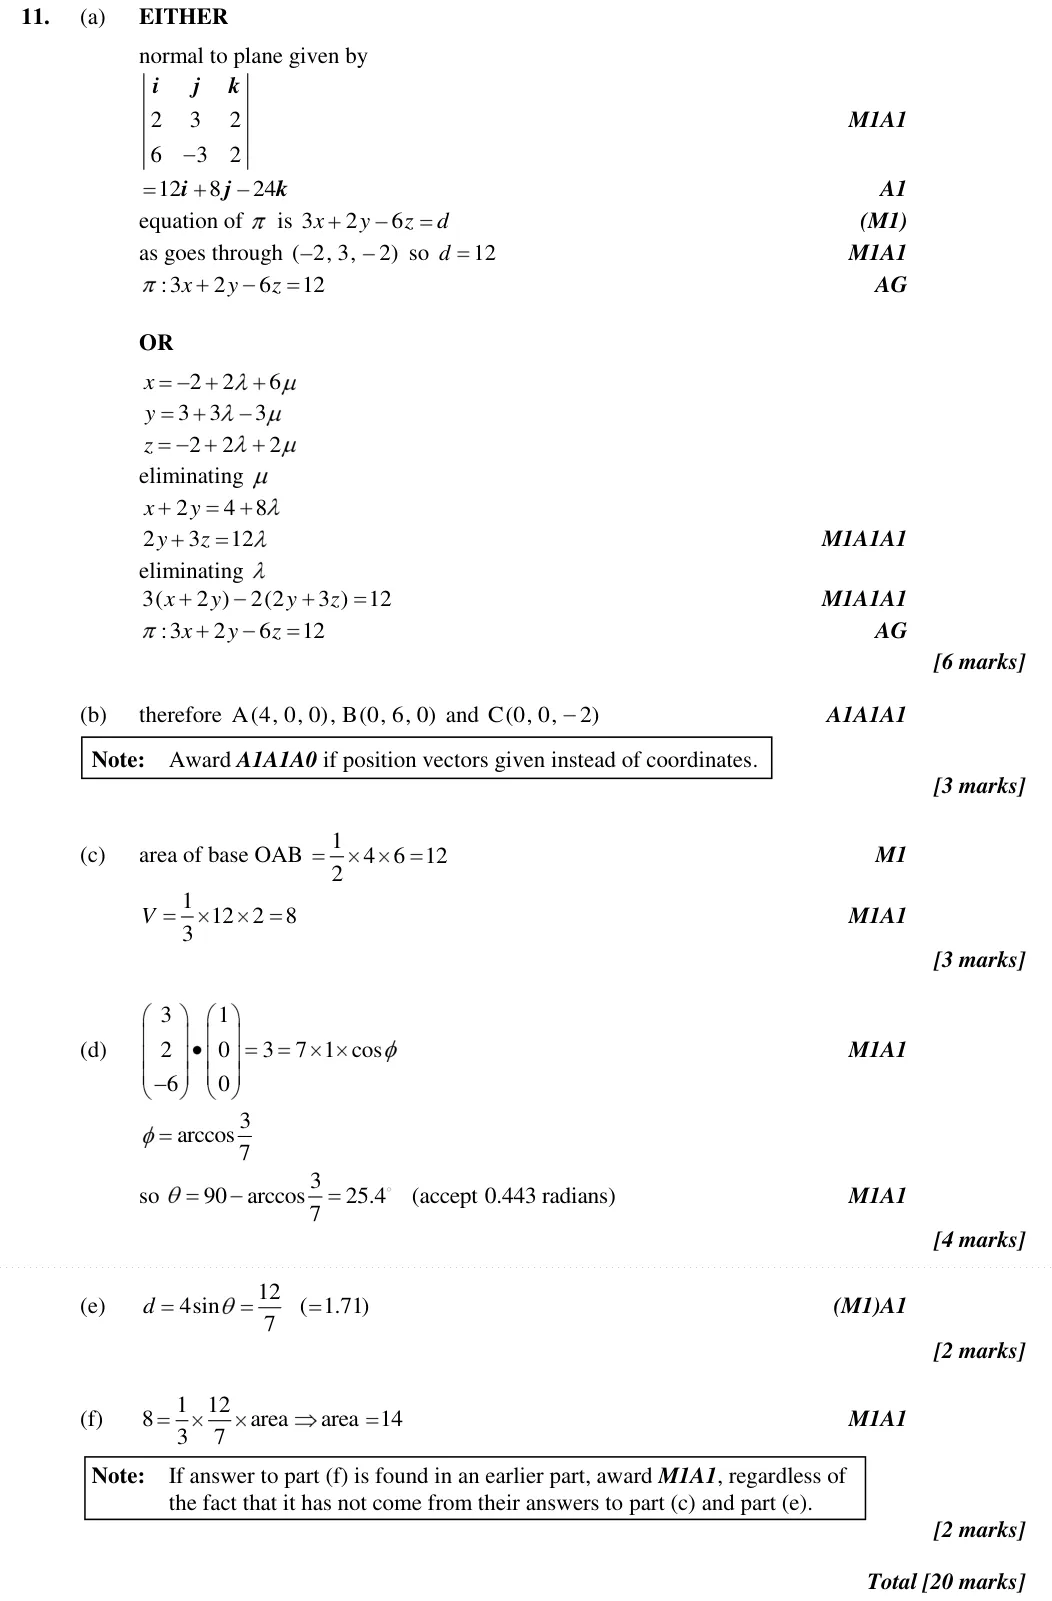 11. (a) EITHER
normal to plane given by
| i j k |
| 2 3 2 | M1A1
| 6 −3 2 |
= 12i + 8j − 24k A1
equation of π is 3x + 2y − 6z = d (M1)
as goes through (−2, 3, −2) so d = 12 M1A1
π : 3x + 2y − 6z = 12 AG
OR
x = −2 + 2λ + 6μ
y = 3 + 3λ − 3μ
z = −2 + 2λ + 2μ
eliminating μ
x + 2y = 4 + 8λ
2y + 3z = 12λ M1A1A1
eliminating λ
3(x + 2y) − 2(2y + 3z) = 12 M1A1A1
π : 3x + 2y − 6z = 12 AG
[6 marks]
(b) therefore A(4, 0, 0), B(0, 6, 0) and C(0, 0, −2) A1A1A1
Note: Award A1A1A0 if position vectors given instead of coordinates.
[3 marks]
(c) area of base OAB = 1/2 × 4 × 6 = 12 M1
V = 1/3 × 12 × 2 = 8 M1A1
[3 marks]
(d) (3 2 −6) • (1 0 0) = 3 = 7 × 1 × cos ϕ M1A1
ϕ = arccos 3/7
so θ = 90 − arccos 3/7 = 25.4° (accept 0.443 radians) M1A1
[4 marks]
(e) d = 4 sin θ = 12/7 (= 1.71) (M1)A1
[2 marks]
(f) 8 = 1/3 × 12/7 × area ⇒ area = 14 M1A1
Note: If answer to part (f) is found in an earlier part, award M1A1, regardless of
the fact that it has not come from their answers to part (c) and part (e).
[2 marks]
Total [20 marks]